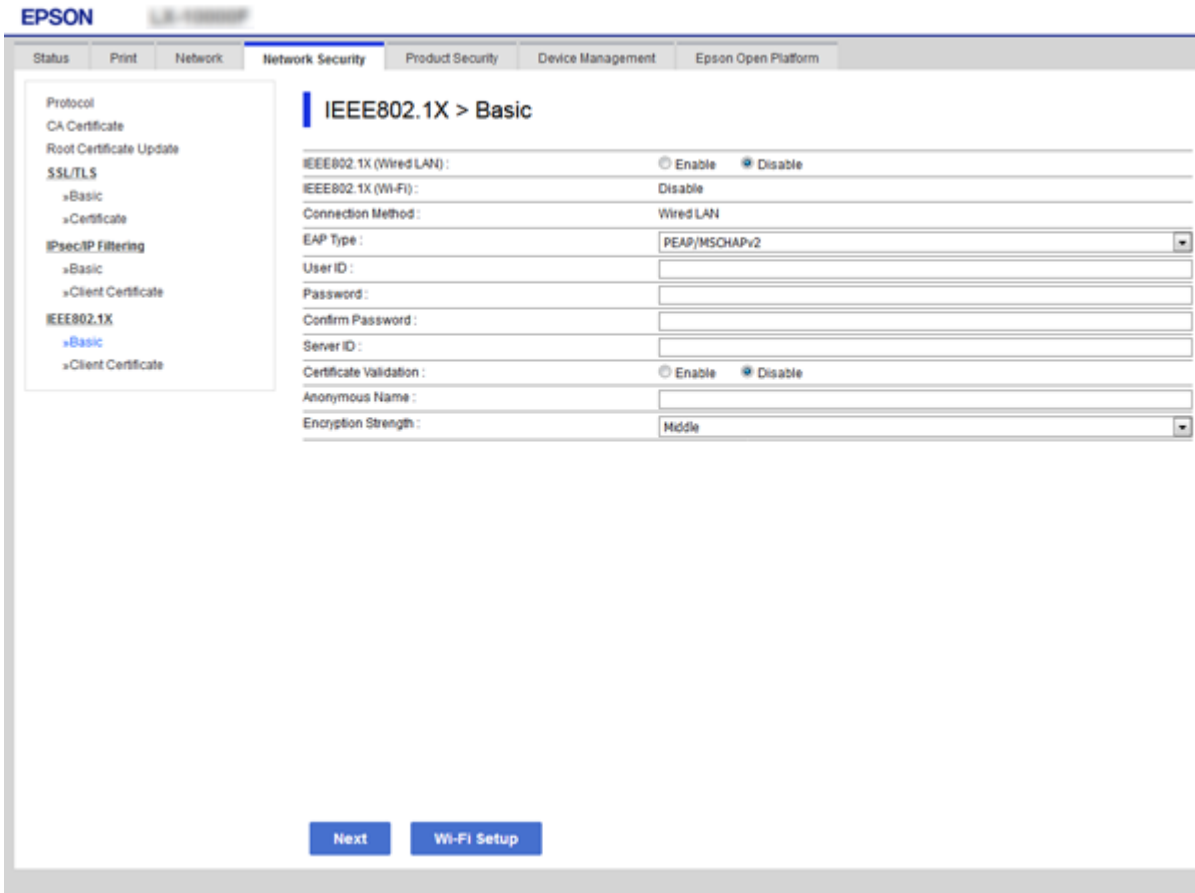 EPSON
Status Print Network Network Security Product Security Device Management Epson Open Platform
Protocol
CA Certificate
Root Certificate Update
SSL/TLS
»Basic
»Certificate
IPsec/IP Filtering
»Basic
»Client Certificate
IEEE802.1X
»Basic
»Client Certificate
IEEE802.1X > Basic
IEEE802.1X (Wired LAN) : Enable Disable
IEEE802.1X (Wi-Fi) : Disable
Connection Method : Wired LAN
EAP Type : PEAP/MSCHAPv2
User ID :
Password :
Confirm Password :
Server ID :
Certificate Validation : Enable Disable
Anonymous Name :
Encryption Strength : Middle
Next Wi-Fi Setup